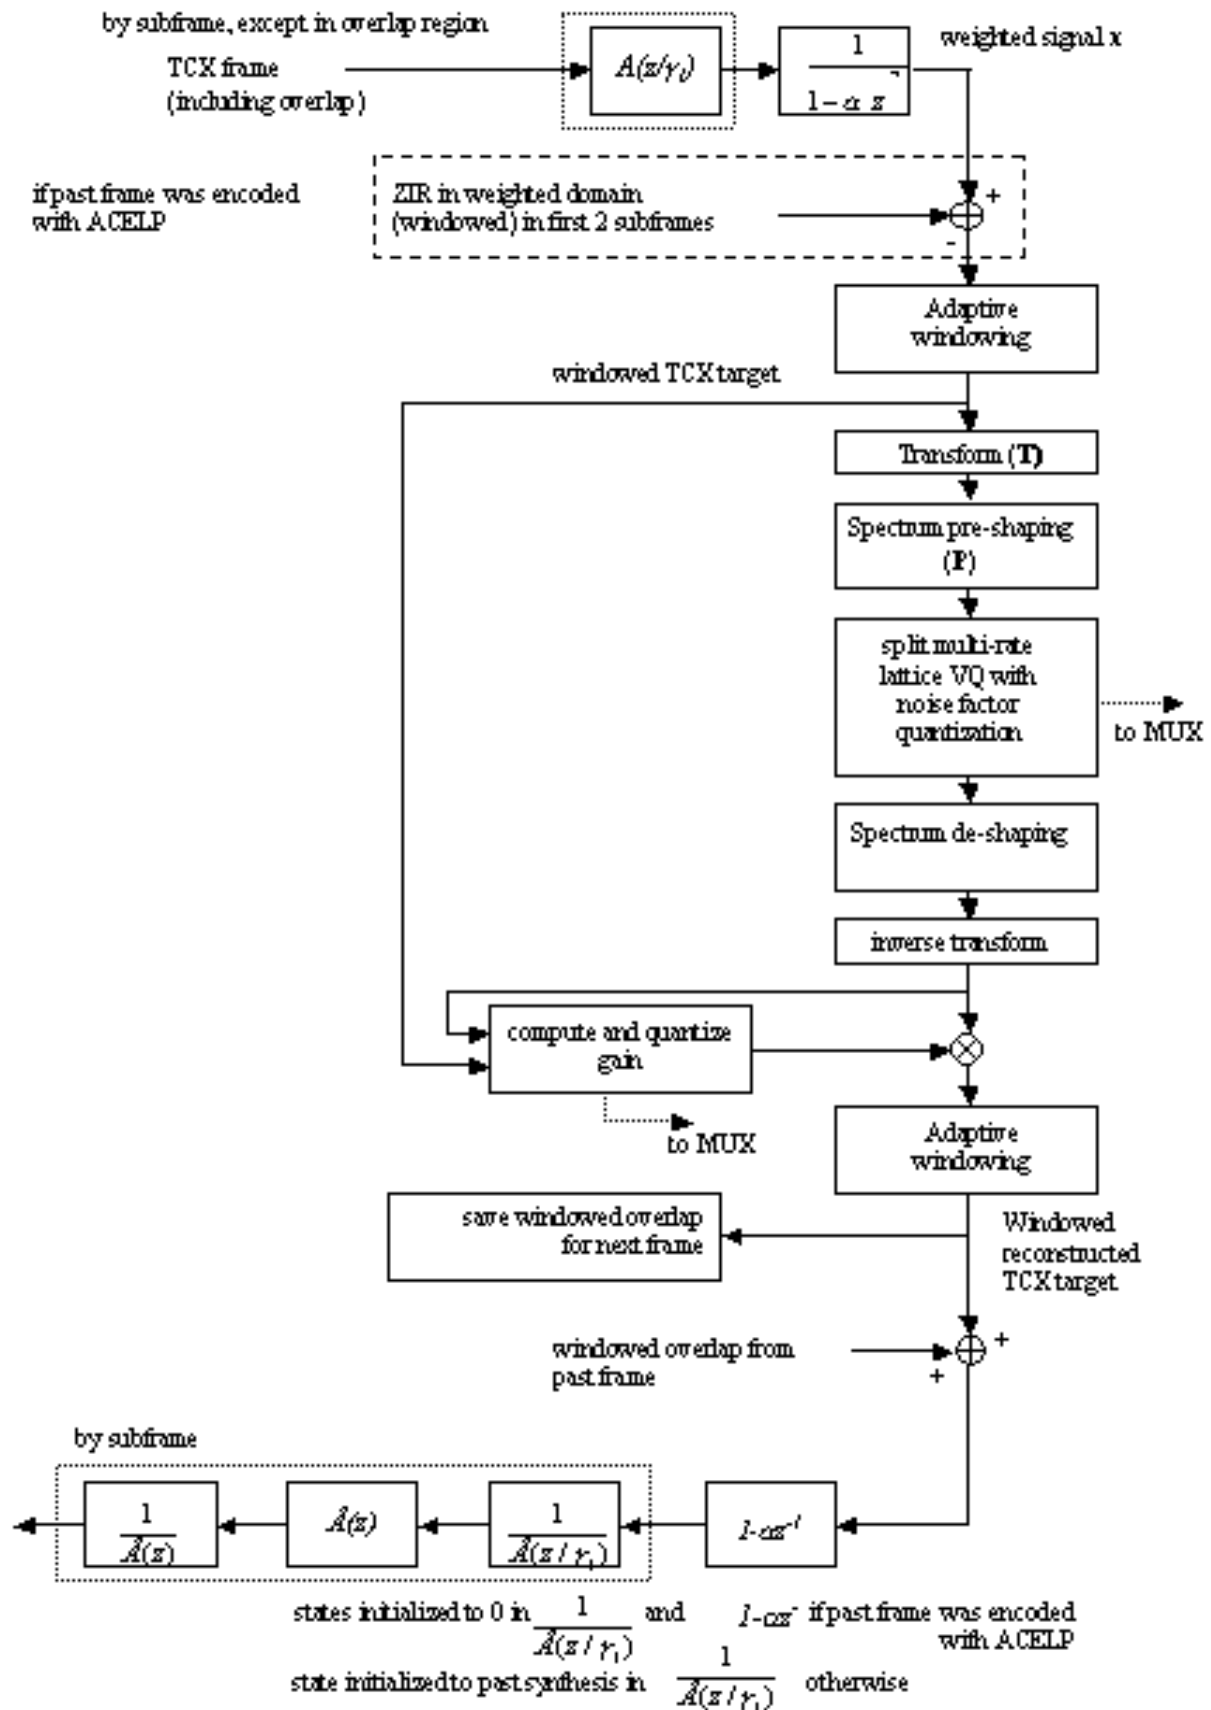 by subframe, except in overlap region
TCX frame
(including overlap)
A(z/γ₁)
1
1 – α z⁻
weighted signal x
if past frame was encoded
with ACELP
ZIR in weighted domain
(windowed) in first 2 subframes
+
-
Adaptive
windowing
windowed TCX target
Transform (T)
Spectrum pre-shaping
(P)
split multi-rate
lattice VQ with
noise factor
quantization
to MUX
Spectrum de-shaping
inverse transform
compute and quantize
gain
to MUX
Adaptive
windowing
save windowed overlap
for next frame
Windowed
reconstructed
TCX target
windowed overlap from
past frame
+
+
by subframe
1
Â(z)
Â(z)
1
Â(z / γ₁)
1-αz⁻¹
states initialized to 0 in 1 / Â(z / γ₁) and 1-αz⁻ if past frame was encoded
with ACELP
state initialized to past synthesis in 1 / Â(z / γ₁) otherwise